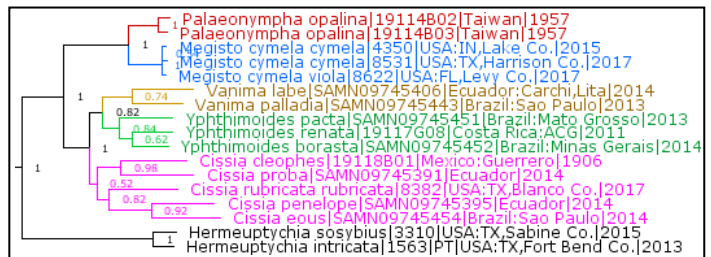 Palaeonympha opalina|19114B02|Taiwan|1957
1
Palaeonympha opalina|19114B03|Taiwan|1957
1
Megisto cymela cymela|4350|USA:IN,Lake Co.|2015
Megisto cymela cymela|8531|USA:TX,Harrison Co.|2017
1
Megisto cymela viola|8622|USA:FL,Levy Co.|2017
Vanima labe|SAMN09745406|Ecuador:Carchi,Lita|2014
0.74
1
Vanima palladia|SAMN09745443|Brazil:Sao Paulo|2013
0.82
Yphthimoides pacta|SAMN09745451|Brazil:Mato Grosso|2013
0.84
Yphthimoides renata|19117G08|Costa Rica:ACG|2011
0.62
Yphthimoides borasta|SAMN09745452|Brazil:Minas Gerais|2014
1
Cissia cleophes|19118B01|Mexico:Guerrero|1906
1
0.98
Cissia proba|SAMN09745391|Ecuador|2014
0.52
Cissia rubricata rubricata|8382|USA:TX,Blanco Co.|2017
0.82
Cissia penelope|SAMN09745395|Ecuador|2014
0.92
Cissia eous|SAMN09745454|Brazil:Sao Paulo|2014
Hermeuptychia sosybius|3310|USA:TX,Sabine Co.|2015
1
Hermeuptychia intricata|1563|PT|USA:TX,Fort Bend Co.|2013